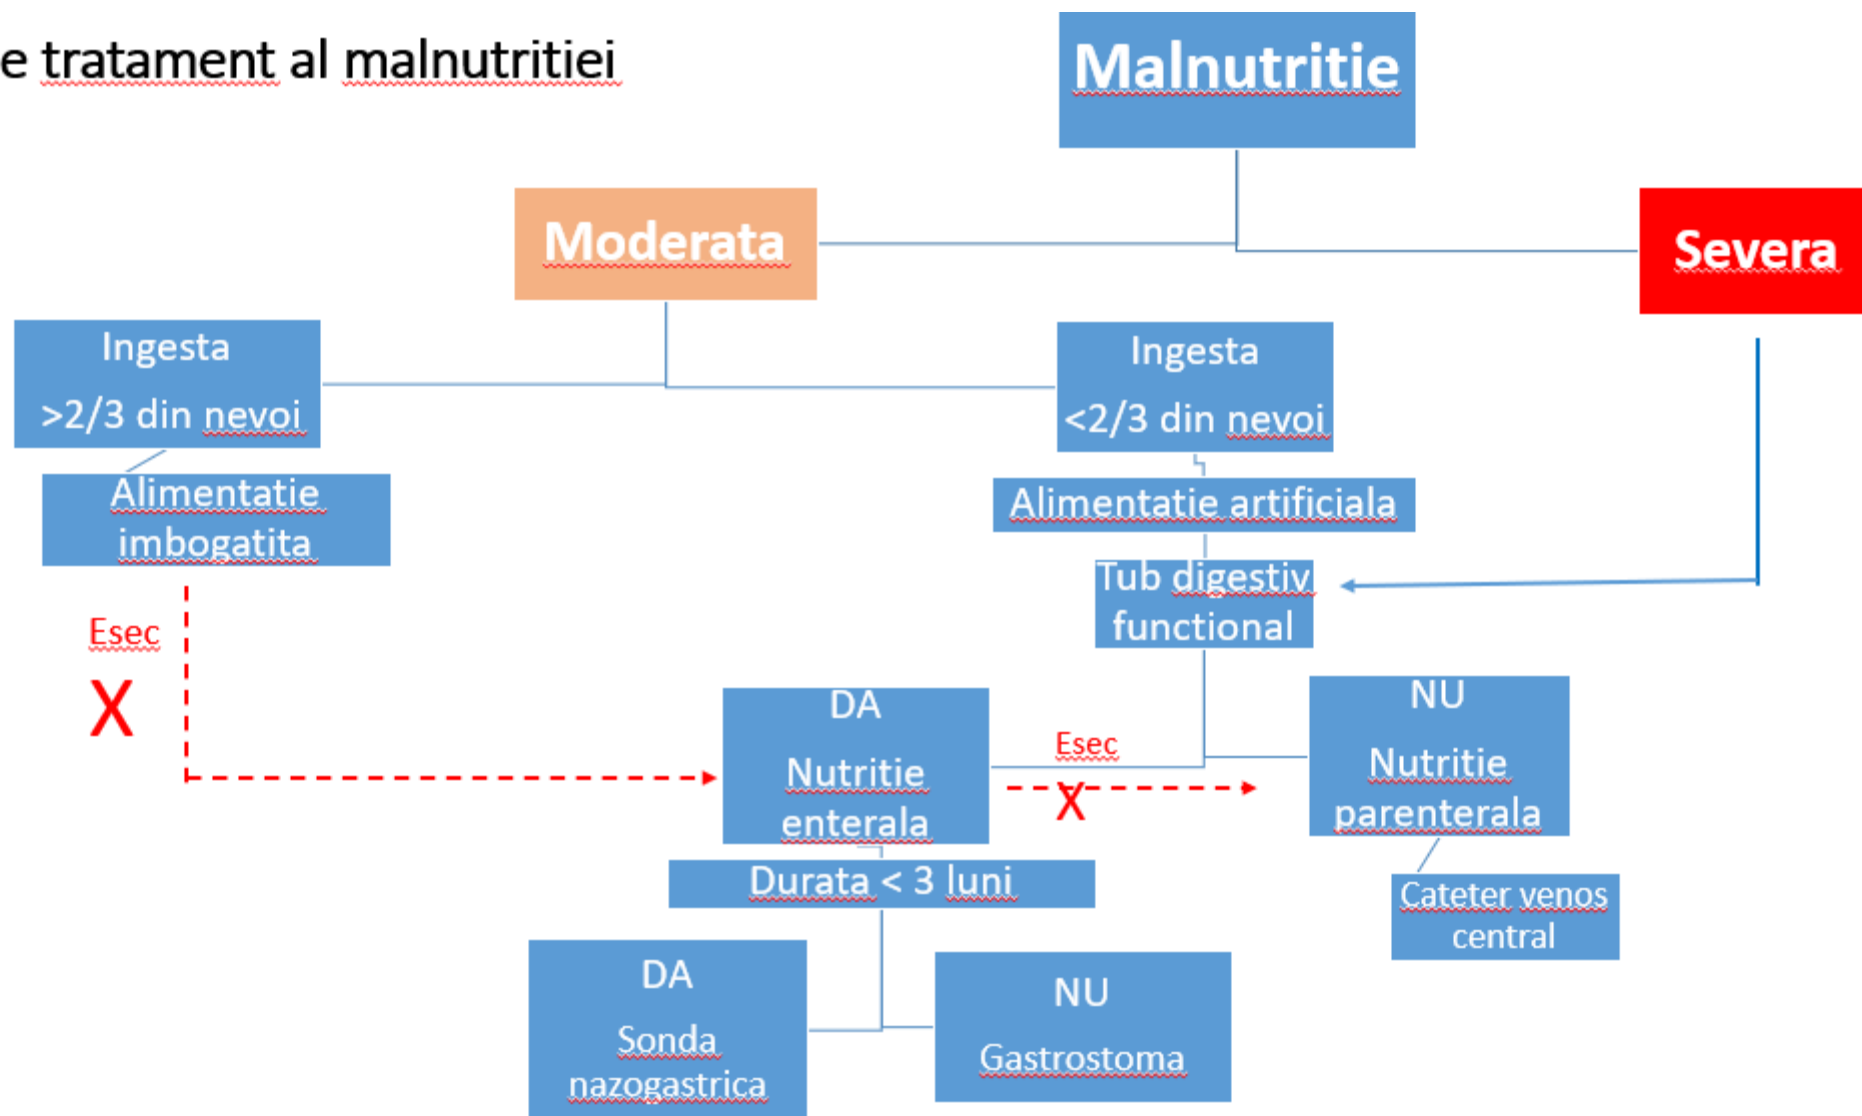 e tratament al malnutritiei
Malnutritie
Moderata
Severa
Ingesta
>2/3 din nevoi
Ingesta
<2/3 din nevoi
Alimentatie
imbogatita
Alimentatie artificiala
Tub digestiv
functional
Esec
X
DA
Nutritie
enterala
Esec
X
NU
Nutritie
parenterala
Durata < 3 luni
Cateter venos
central
DA
Sonda
nazogastrica
NU
Gastrostoma